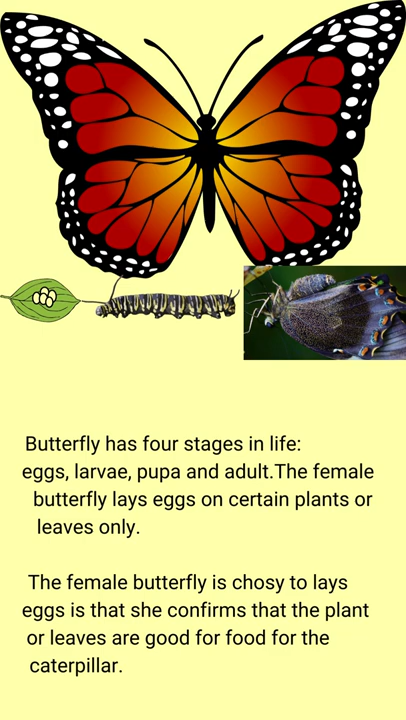 Butterfly has four stages in life:
eggs, larvae, pupa and adult.The female
butterfly lays eggs on certain plants or
leaves only.
The female butterfly is chosy to lays
eggs is that she confirms that the plant
or leaves are good for food for the
caterpillar.